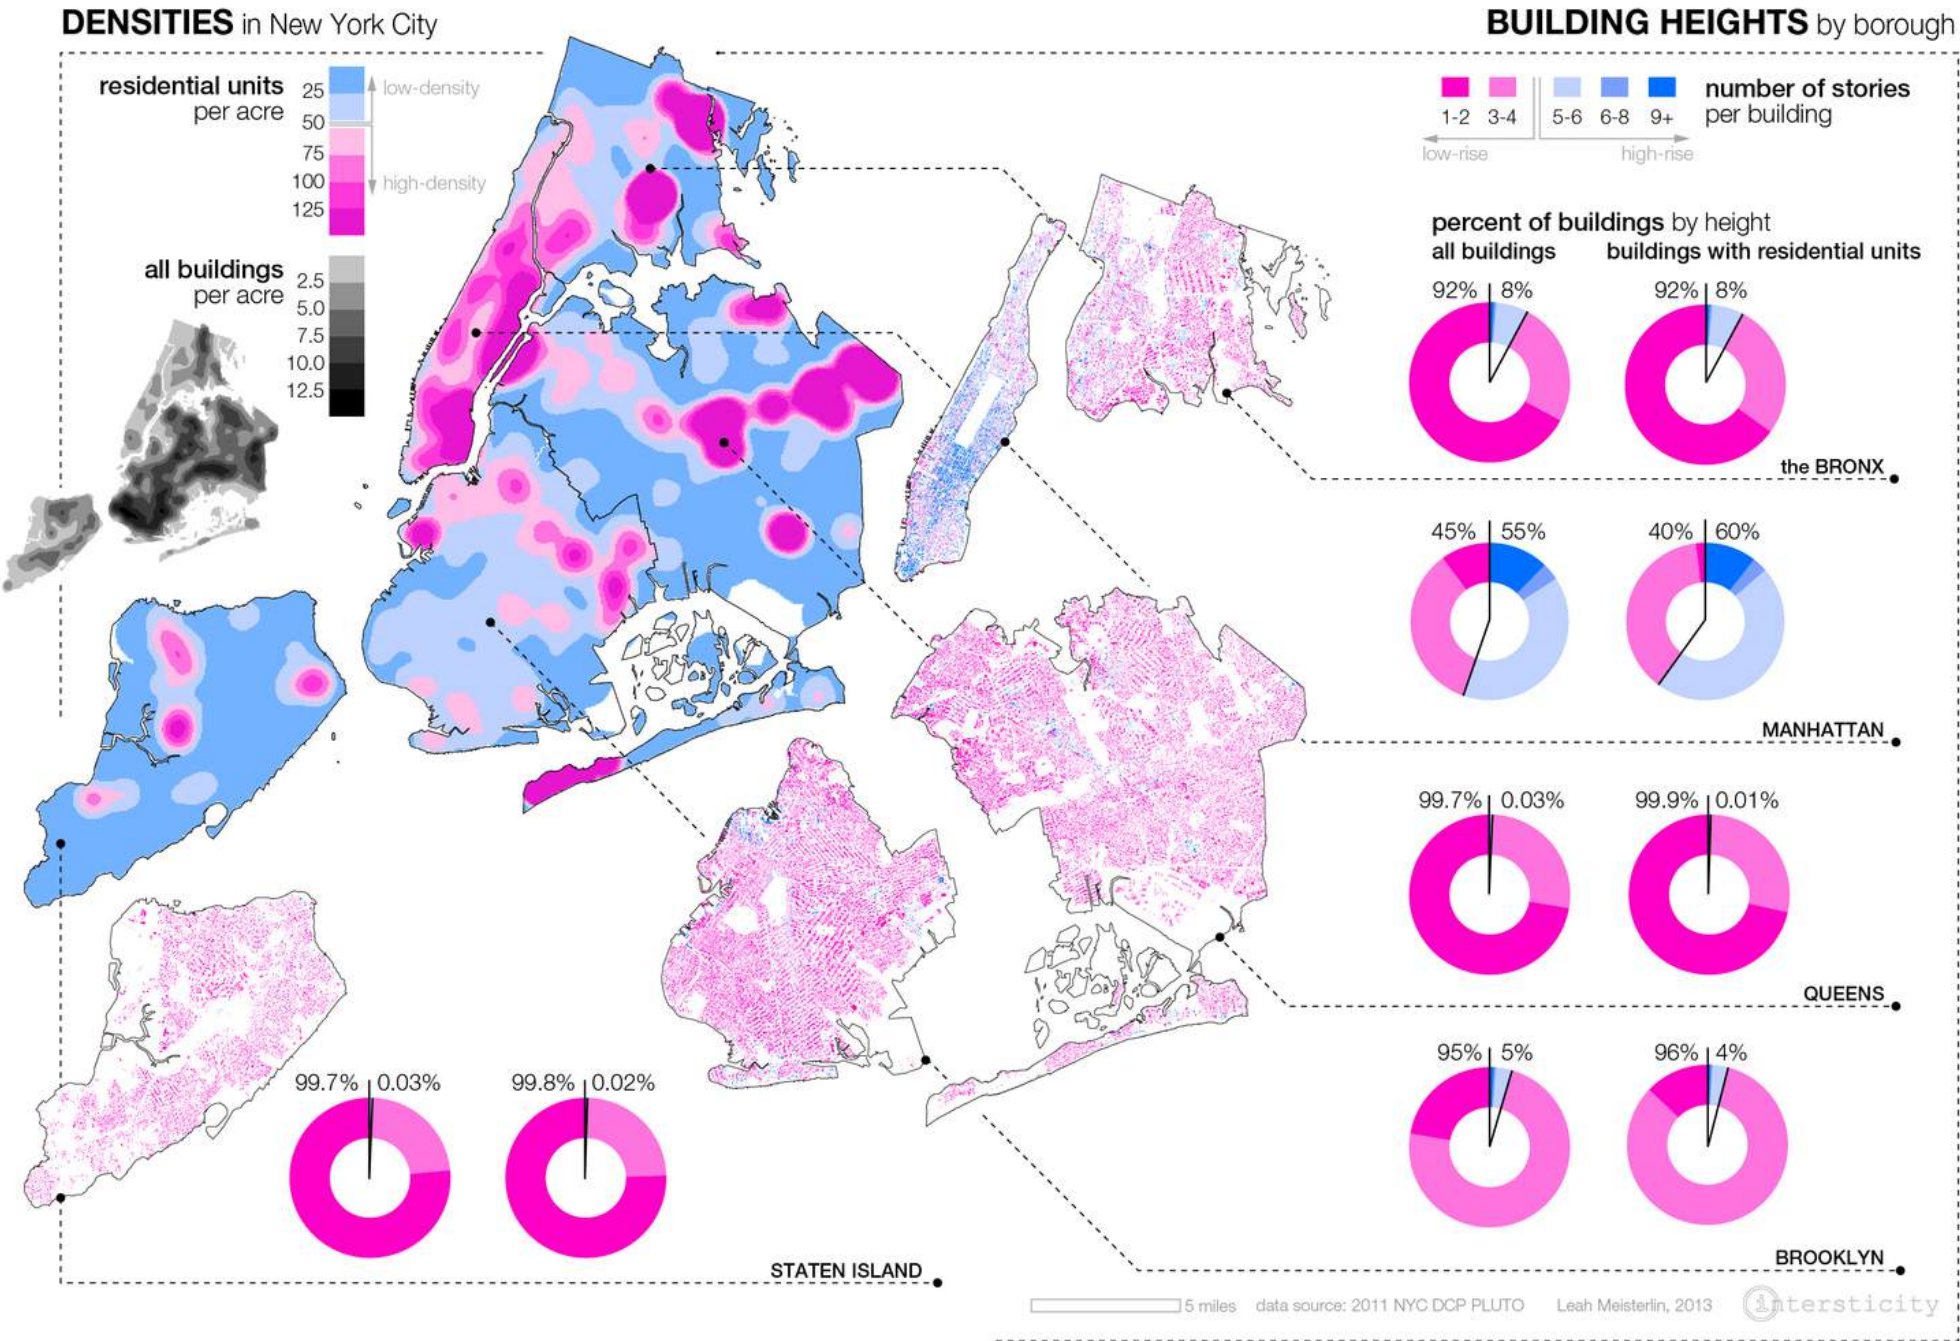 DENSITIES in New York City
BUILDING HEIGHTS by borough
residential units
per acre
25
50
75
100
125
low-density
high-density
all buildings
per acre
2.5
5.0
7.5
10.0
12.5
1-2 3-4 5-6 6-8 9+
number of stories
per building
low-rise high-rise
percent of buildings by height
all buildings buildings with residential units
92% 8% 92% 8%
the BRONX
45% 55% 40% 60%
MANHATTAN
99.7% 0.03% 99.9% 0.01%
QUEENS
95% 5% 96% 4%
BROOKLYN
99.7% 0.03% 99.8% 0.02%
STATEN ISLAND
5 miles data source: 2011 NYC DCP PLUTO Leah Meisterlin, 2013 intersticity